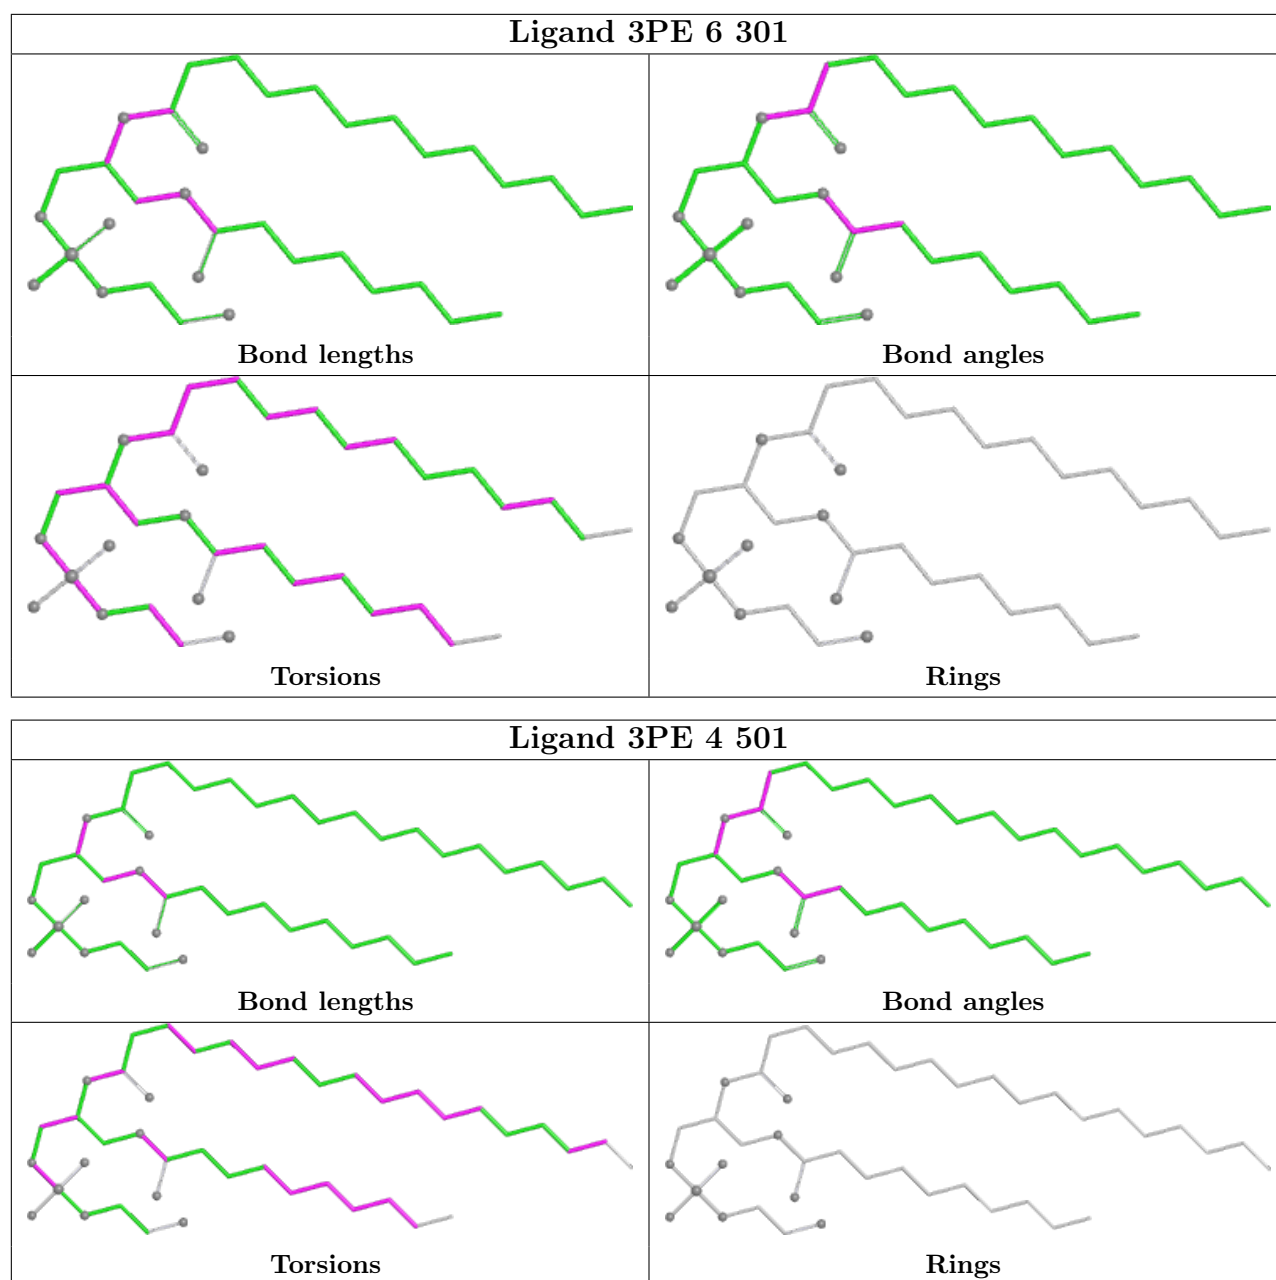 Ligand 3PE 6 301
Bond lengths
Bond angles
Torsions
Rings
Ligand 3PE 4 501
Bond lengths
Bond angles
Torsions
Rings